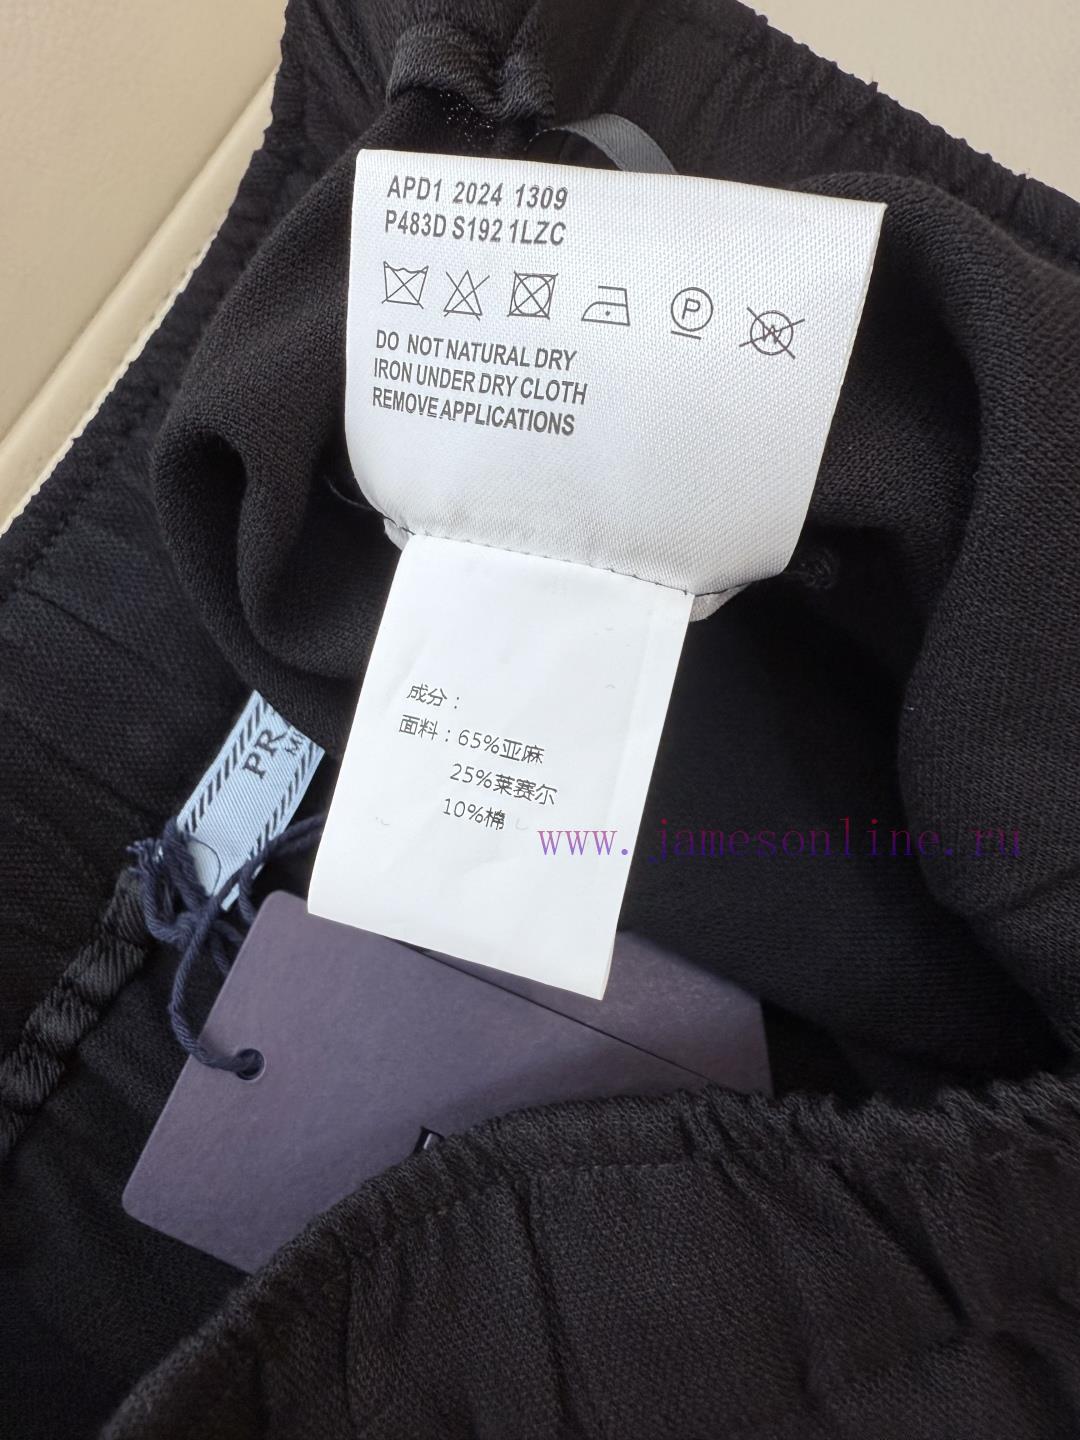 APD1 2024 1309
P483D S192 1LZC
P
W
DO NOT NATURAL DRY
IRON UNDER DRY CLOTH
REMOVE APPLICATIONS
成分：
面料：65%亚麻
25%莱赛尔
10%棉
PR
M
www.jamesonline.ru